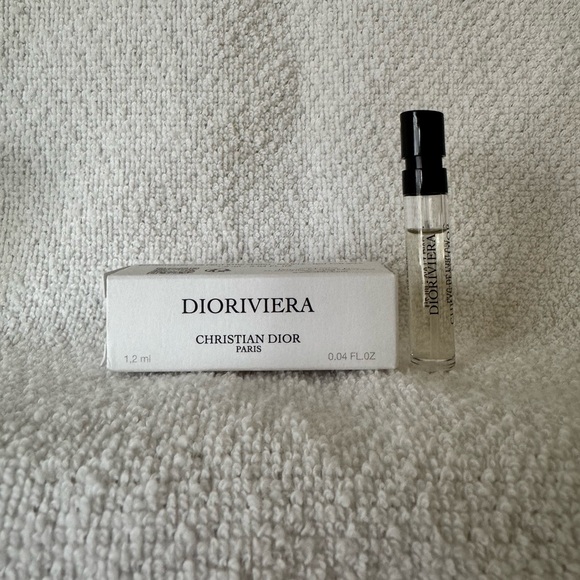 DIORIVIERA
CHRISTIAN DIOR
PARIS
1,2 ml
0.04 FL.OZ
DIORIVIERA